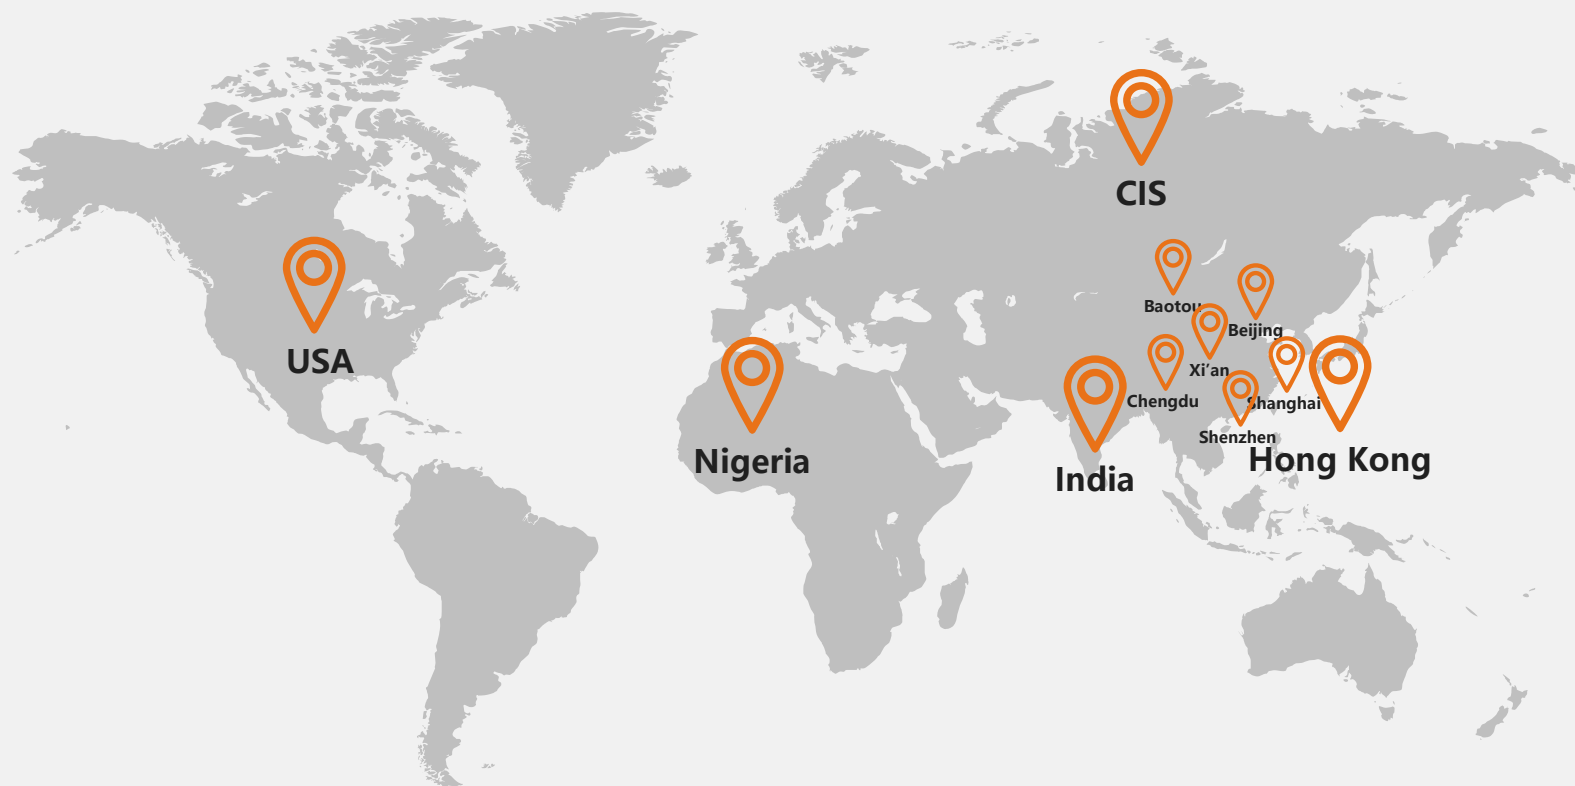 CIS
Baotou
Beijing
USA
Xi’an
Chengdu
Shanghai
Shenzhen
Nigeria
India
Hong Kong